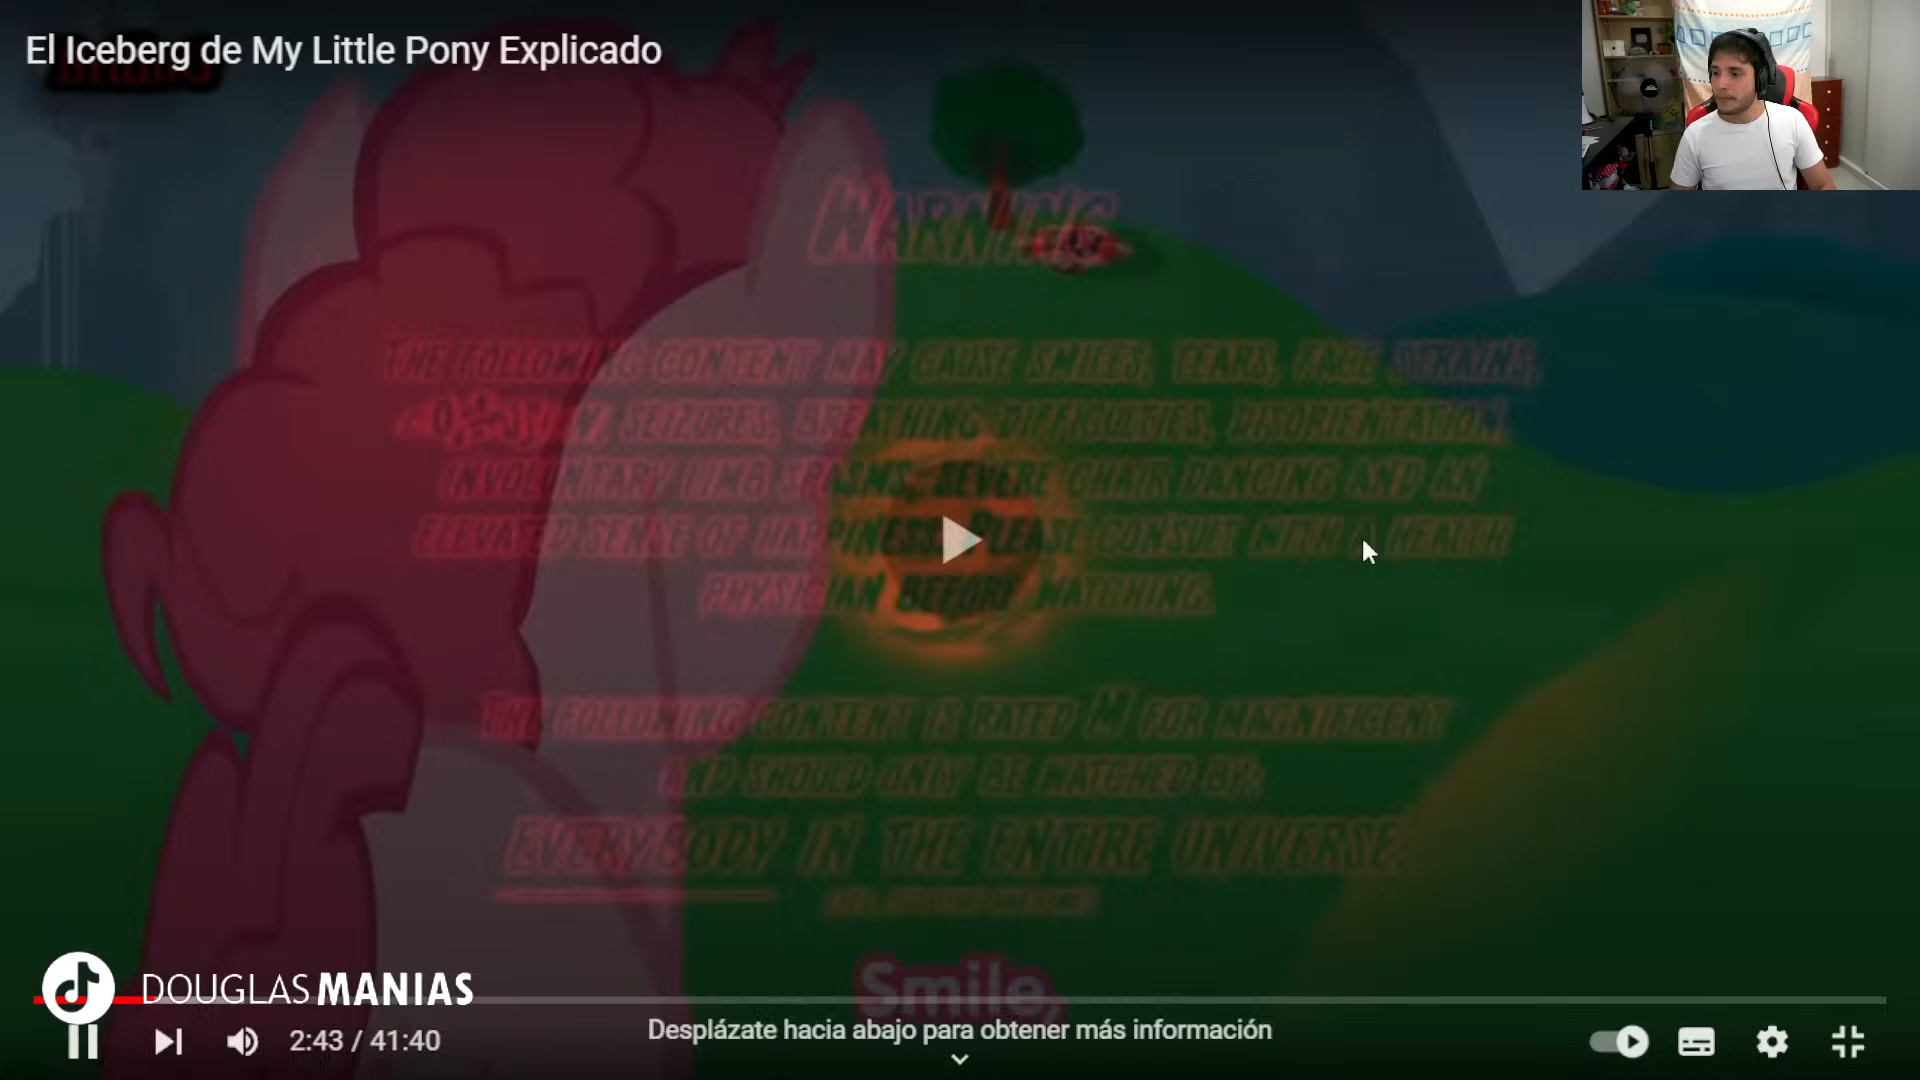 El Iceberg de My Little Pony Explicado
WARNING
THE FOLLOWING CONTENT MAY CAUSE SMILES, TEARS, FACE STRAINS,
SEIZURES, BREATHING DIFFICULTIES, DISORIENTATION,
INVOLUNTARY LIMB SPASMS, SEVERE CHAIR DANCING AND AN
ELEVATED SENSE OF HAPPINESS. PLEASE CONSULT WITH A HEALTH
PHYSICIAN BEFORE WATCHING.
THE FOLLOWING CONTENT IS RATED M FOR MAGNIFICENT
AND SHOULD ONLY BE WATCHED BY:
EVERYBODY IN THE ENTIRE UNIVERSE
Smile,
DOUGLASMANIAS
2:43 / 41:40
Desplázate hacia abajo para obtener más información